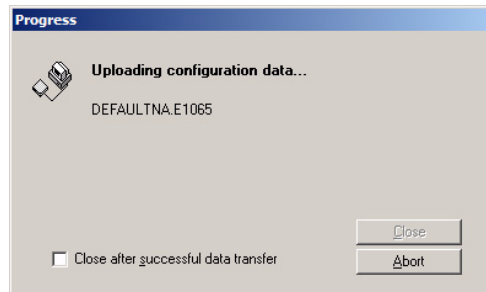 Progress
Uploading configuration data...
DEFAULTNA.E1065
Close
Close after successful data transfer
Abort